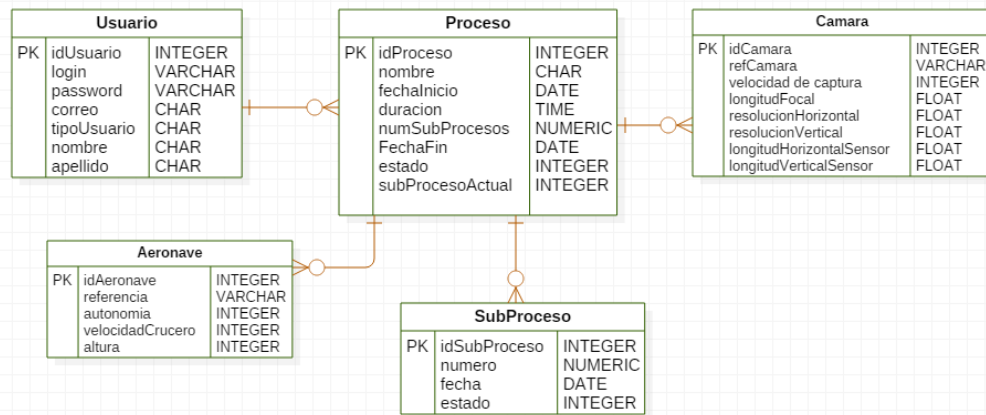 Usuario
PK idUsuario INTEGER
login VARCHAR
password VARCHAR
correo CHAR
tipoUsuario CHAR
nombre CHAR
apellido CHAR
Proceso
PK idProceso INTEGER
nombre CHAR
fechaInicio DATE
duracion TIME
numSubProcesos NUMERIC
FechaFin DATE
estado INTEGER
subProcesoActual INTEGER
Camara
PK idCamara INTEGER
refCamara VARCHAR
velocidad de captura INTEGER
longitudFocal FLOAT
resolucionHorizontal FLOAT
resolucionVertical FLOAT
longitudHorizontalSensor FLOAT
longitudVerticalSensor FLOAT
Aeronave
PK idAeronave INTEGER
referencia VARCHAR
autonomia INTEGER
velocidadCrucero INTEGER
altura INTEGER
SubProceso
PK idSubProceso INTEGER
numero NUMERIC
fecha DATE
estado INTEGER